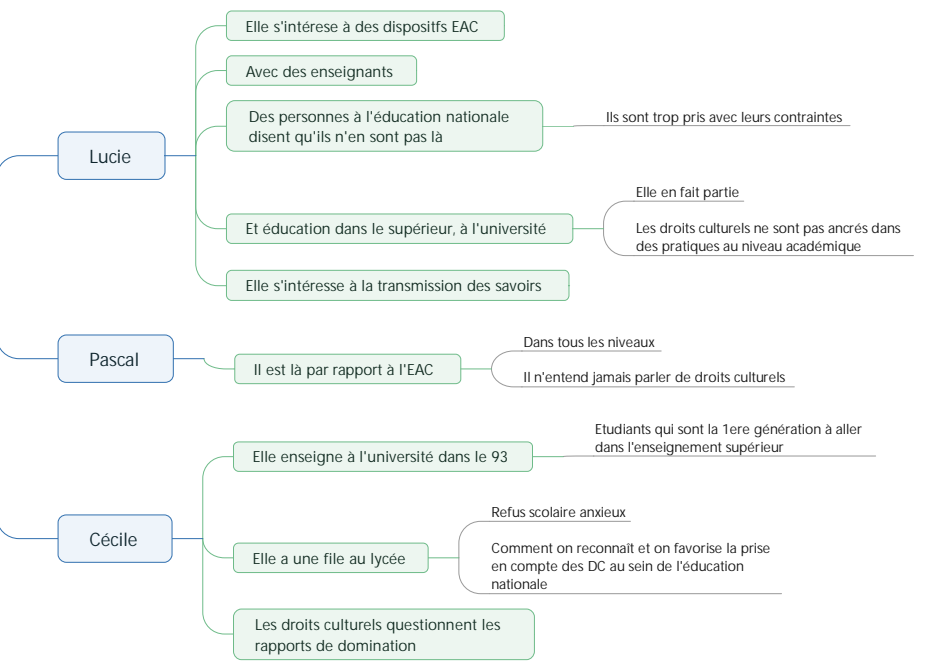 Lucie
Elle s'intérese à des dispositfs EAC
Avec des enseignants
Des personnes à l'éducation nationale
disent qu'ils n'en sont pas là
Ils sont trop pris avec leurs contraintes
Et éducation dans le supérieur, à l'université
Elle en fait partie
Les droits culturels ne sont pas ancrés dans
des pratiques au niveau académique
Elle s'intéresse à la transmission des savoirs
Pascal
Il est là par rapport à l'EAC
Dans tous les niveaux
Il n'entend jamais parler de droits culturels
Cécile
Elle enseigne à l'université dans le 93
Etudiants qui sont la 1ere génération à aller
dans l'enseignement supérieur
Elle a une file au lycée
Refus scolaire anxieux
Comment on reconnaît et on favorise la prise
en compte des DC au sein de l'éducation
nationale
Les droits culturels questionnent les
rapports de domination